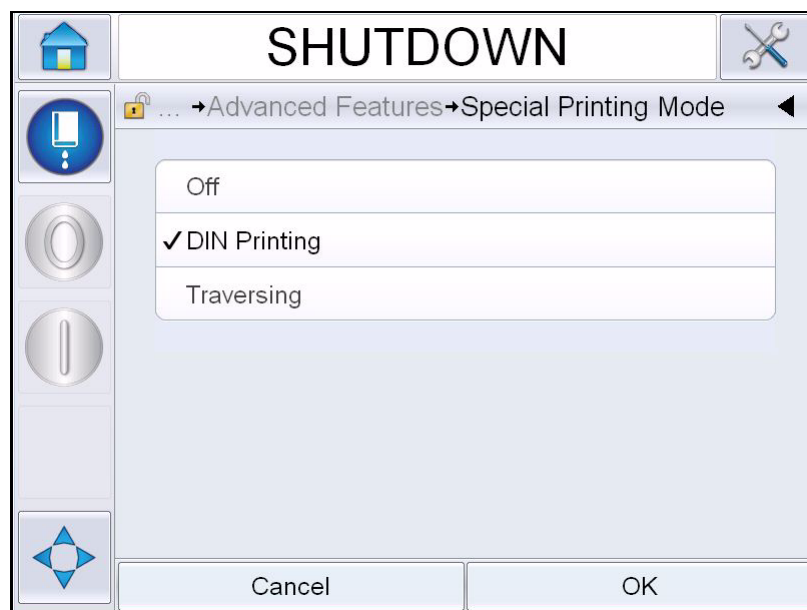 SHUTDOWN
... →Advanced Features→Special Printing Mode
Off
✓DIN Printing
Traversing
Cancel
OK